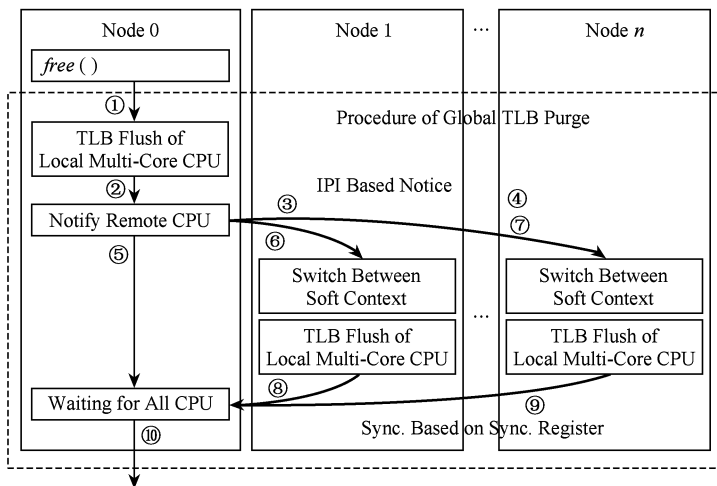 Node 0
Node 1
...
Node n
free ( )
①
Procedure of Global TLB Purge
TLB Flush of
Local Multi-Core CPU
②
IPI Based Notice
③
④
Notify Remote CPU
⑤
⑥
⑦
Switch Between
Soft Context
Switch Between
Soft Context
...
TLB Flush of
Local Multi-Core CPU
TLB Flush of
Local Multi-Core CPU
Waiting for All CPU
⑧
⑨
⑩
Sync. Based on Sync. Register